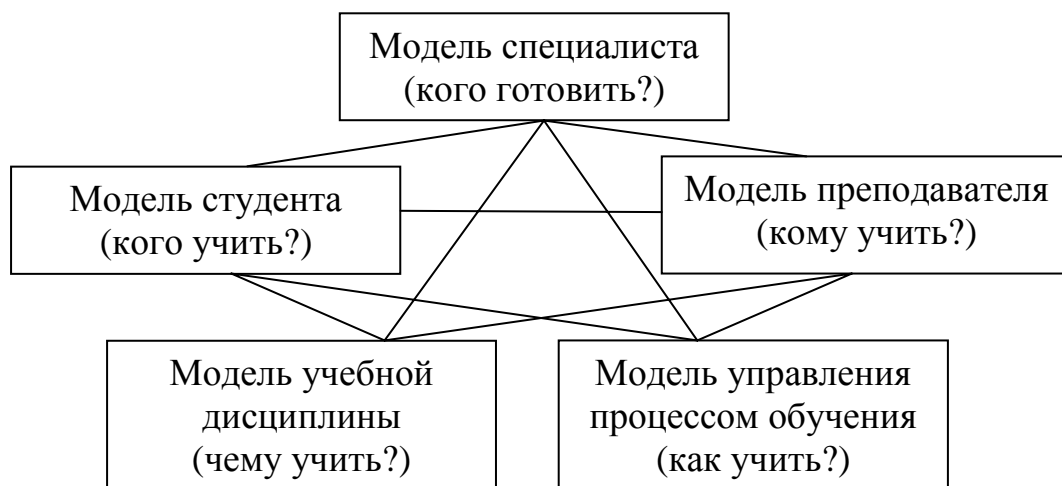 Модель специалиста
(кого готовить?)
Модель студента
(кого учить?)
Модель преподавателя
(кому учить?)
Модель учебной
дисциплины
(чему учить?)
Модель управления
процессом обучения
(как учить?)